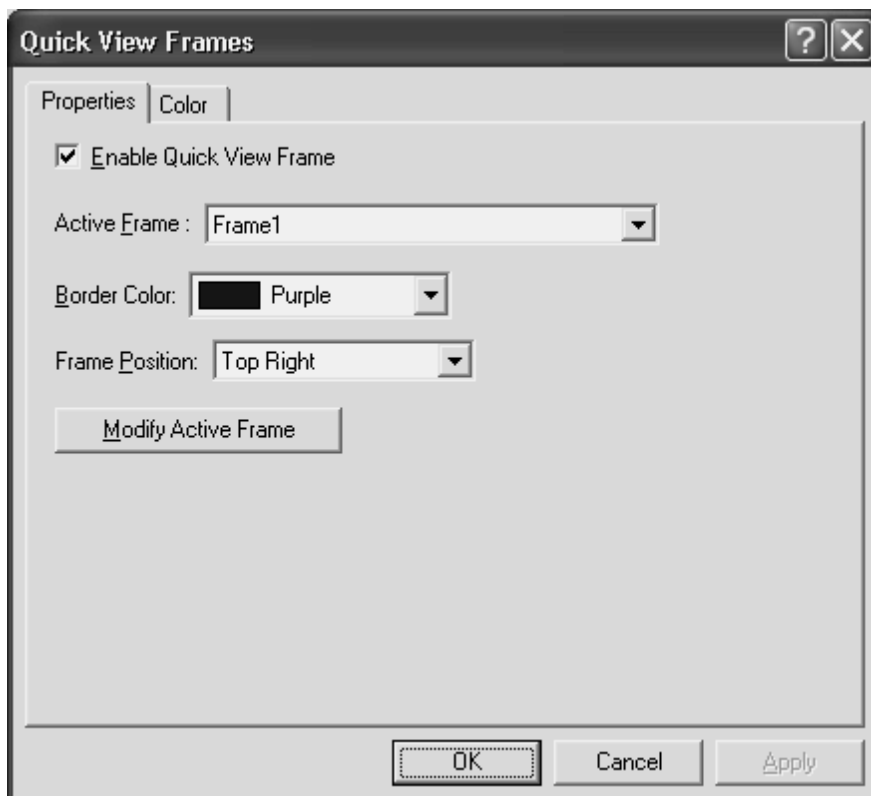 Quick View Frames
Properties Color
Enable Quick View Frame
Active Frame : Frame1
Border Color: Purple
Frame Position: Top Right
Modify Active Frame
OK Cancel Apply